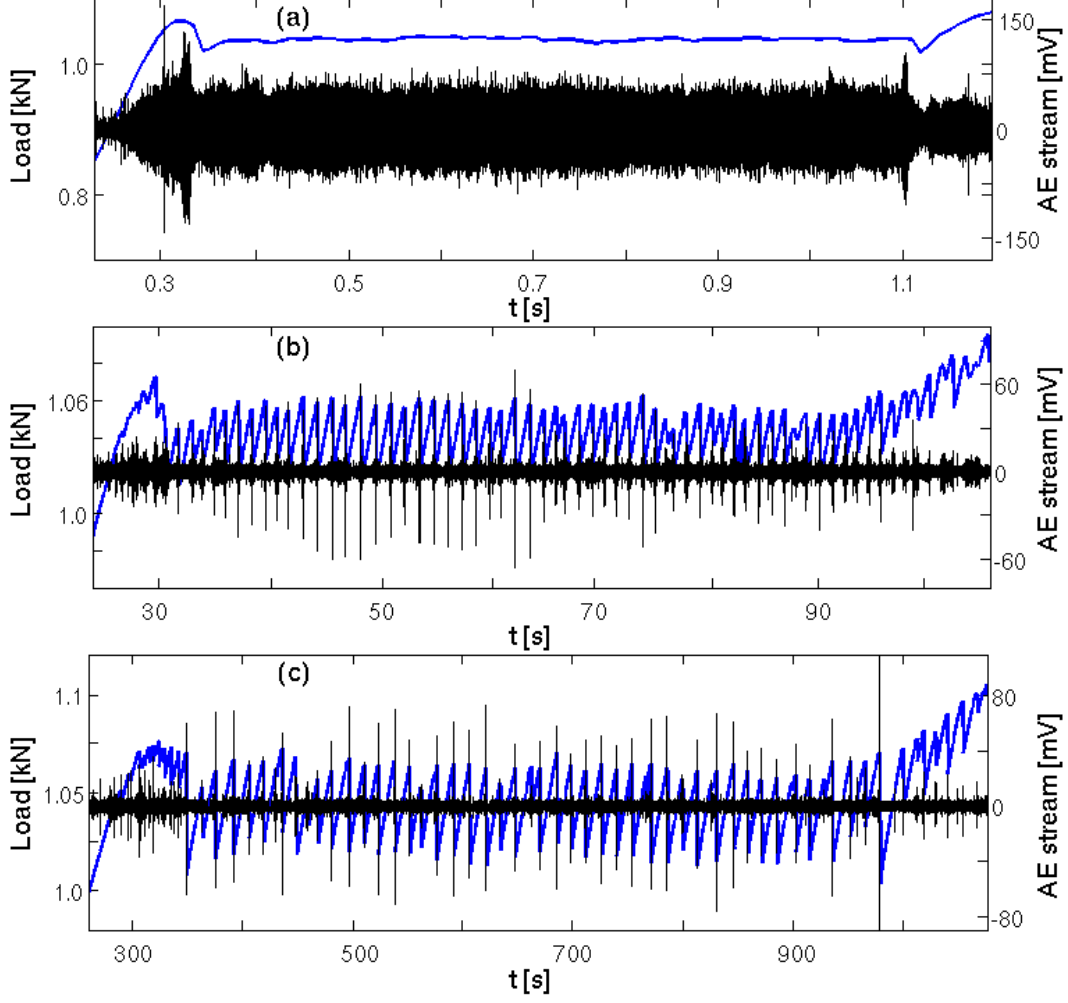 (a)
Load [kN]
1.0
0.8
150
0
-150
AE stream [mV]
0.3 0.5 0.7 0.9 1.1
t [s]
(b)
Load [kN]
1.06
1.0
60
0
-60
AE stream [mV]
30 50 70 90
t [s]
(c)
Load [kN]
1.1
1.05
1.0
80
0
-80
AE stream [mV]
300 500 700 900
t [s]